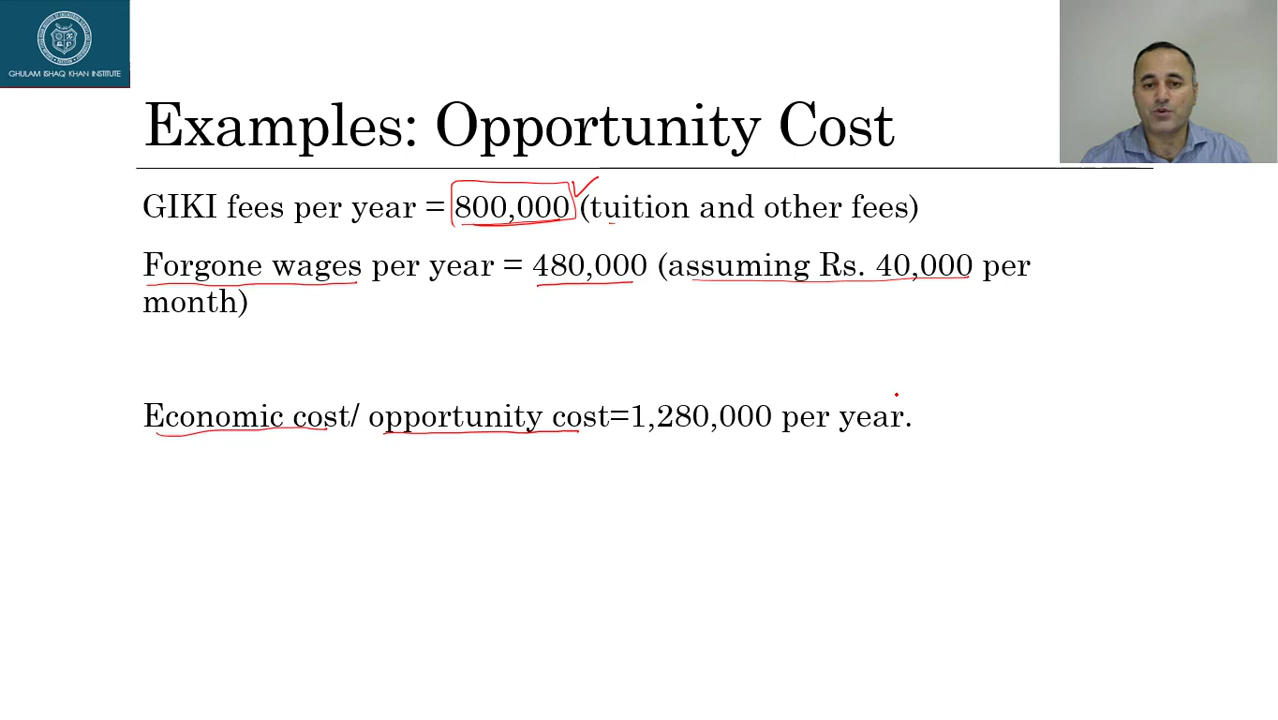 GHULAM ISHAQ KHAN INSTITUTE
Examples: Opportunity Cost
GIKI fees per year = 800,000 (tuition and other fees)
Forgone wages per year = 480,000 (assuming Rs. 40,000 per
month)
Economic cost/ opportunity cost=1,280,000 per year.